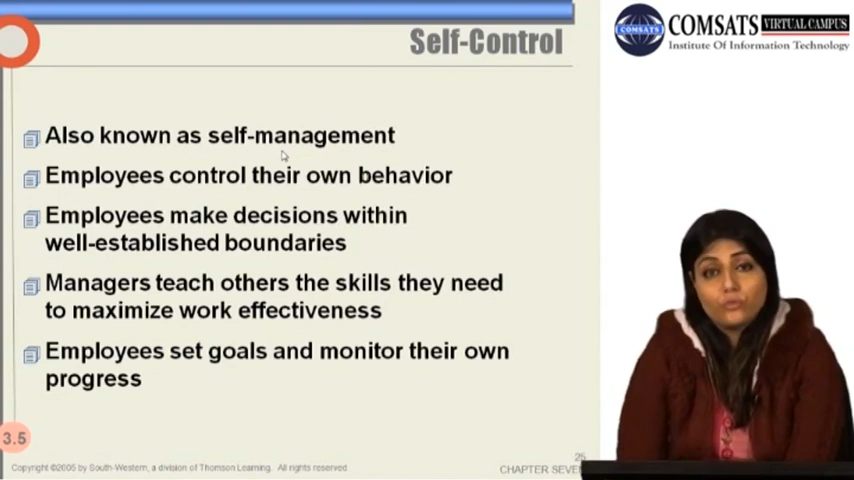 Self-Control
COMSATS VIRTUAL CAMPUS
COMSATS
Institute Of Information Technology
Also known as self-management
Employees control their own behavior
Employees make decisions within
well-established boundaries
Managers teach others the skills they need
to maximize work effectiveness
Employees set goals and monitor their own
progress
3.5
25
Copyright ©2005 by South-Western, a division of Thomson Learning. All rights reserved
CHAPTER SEVEN